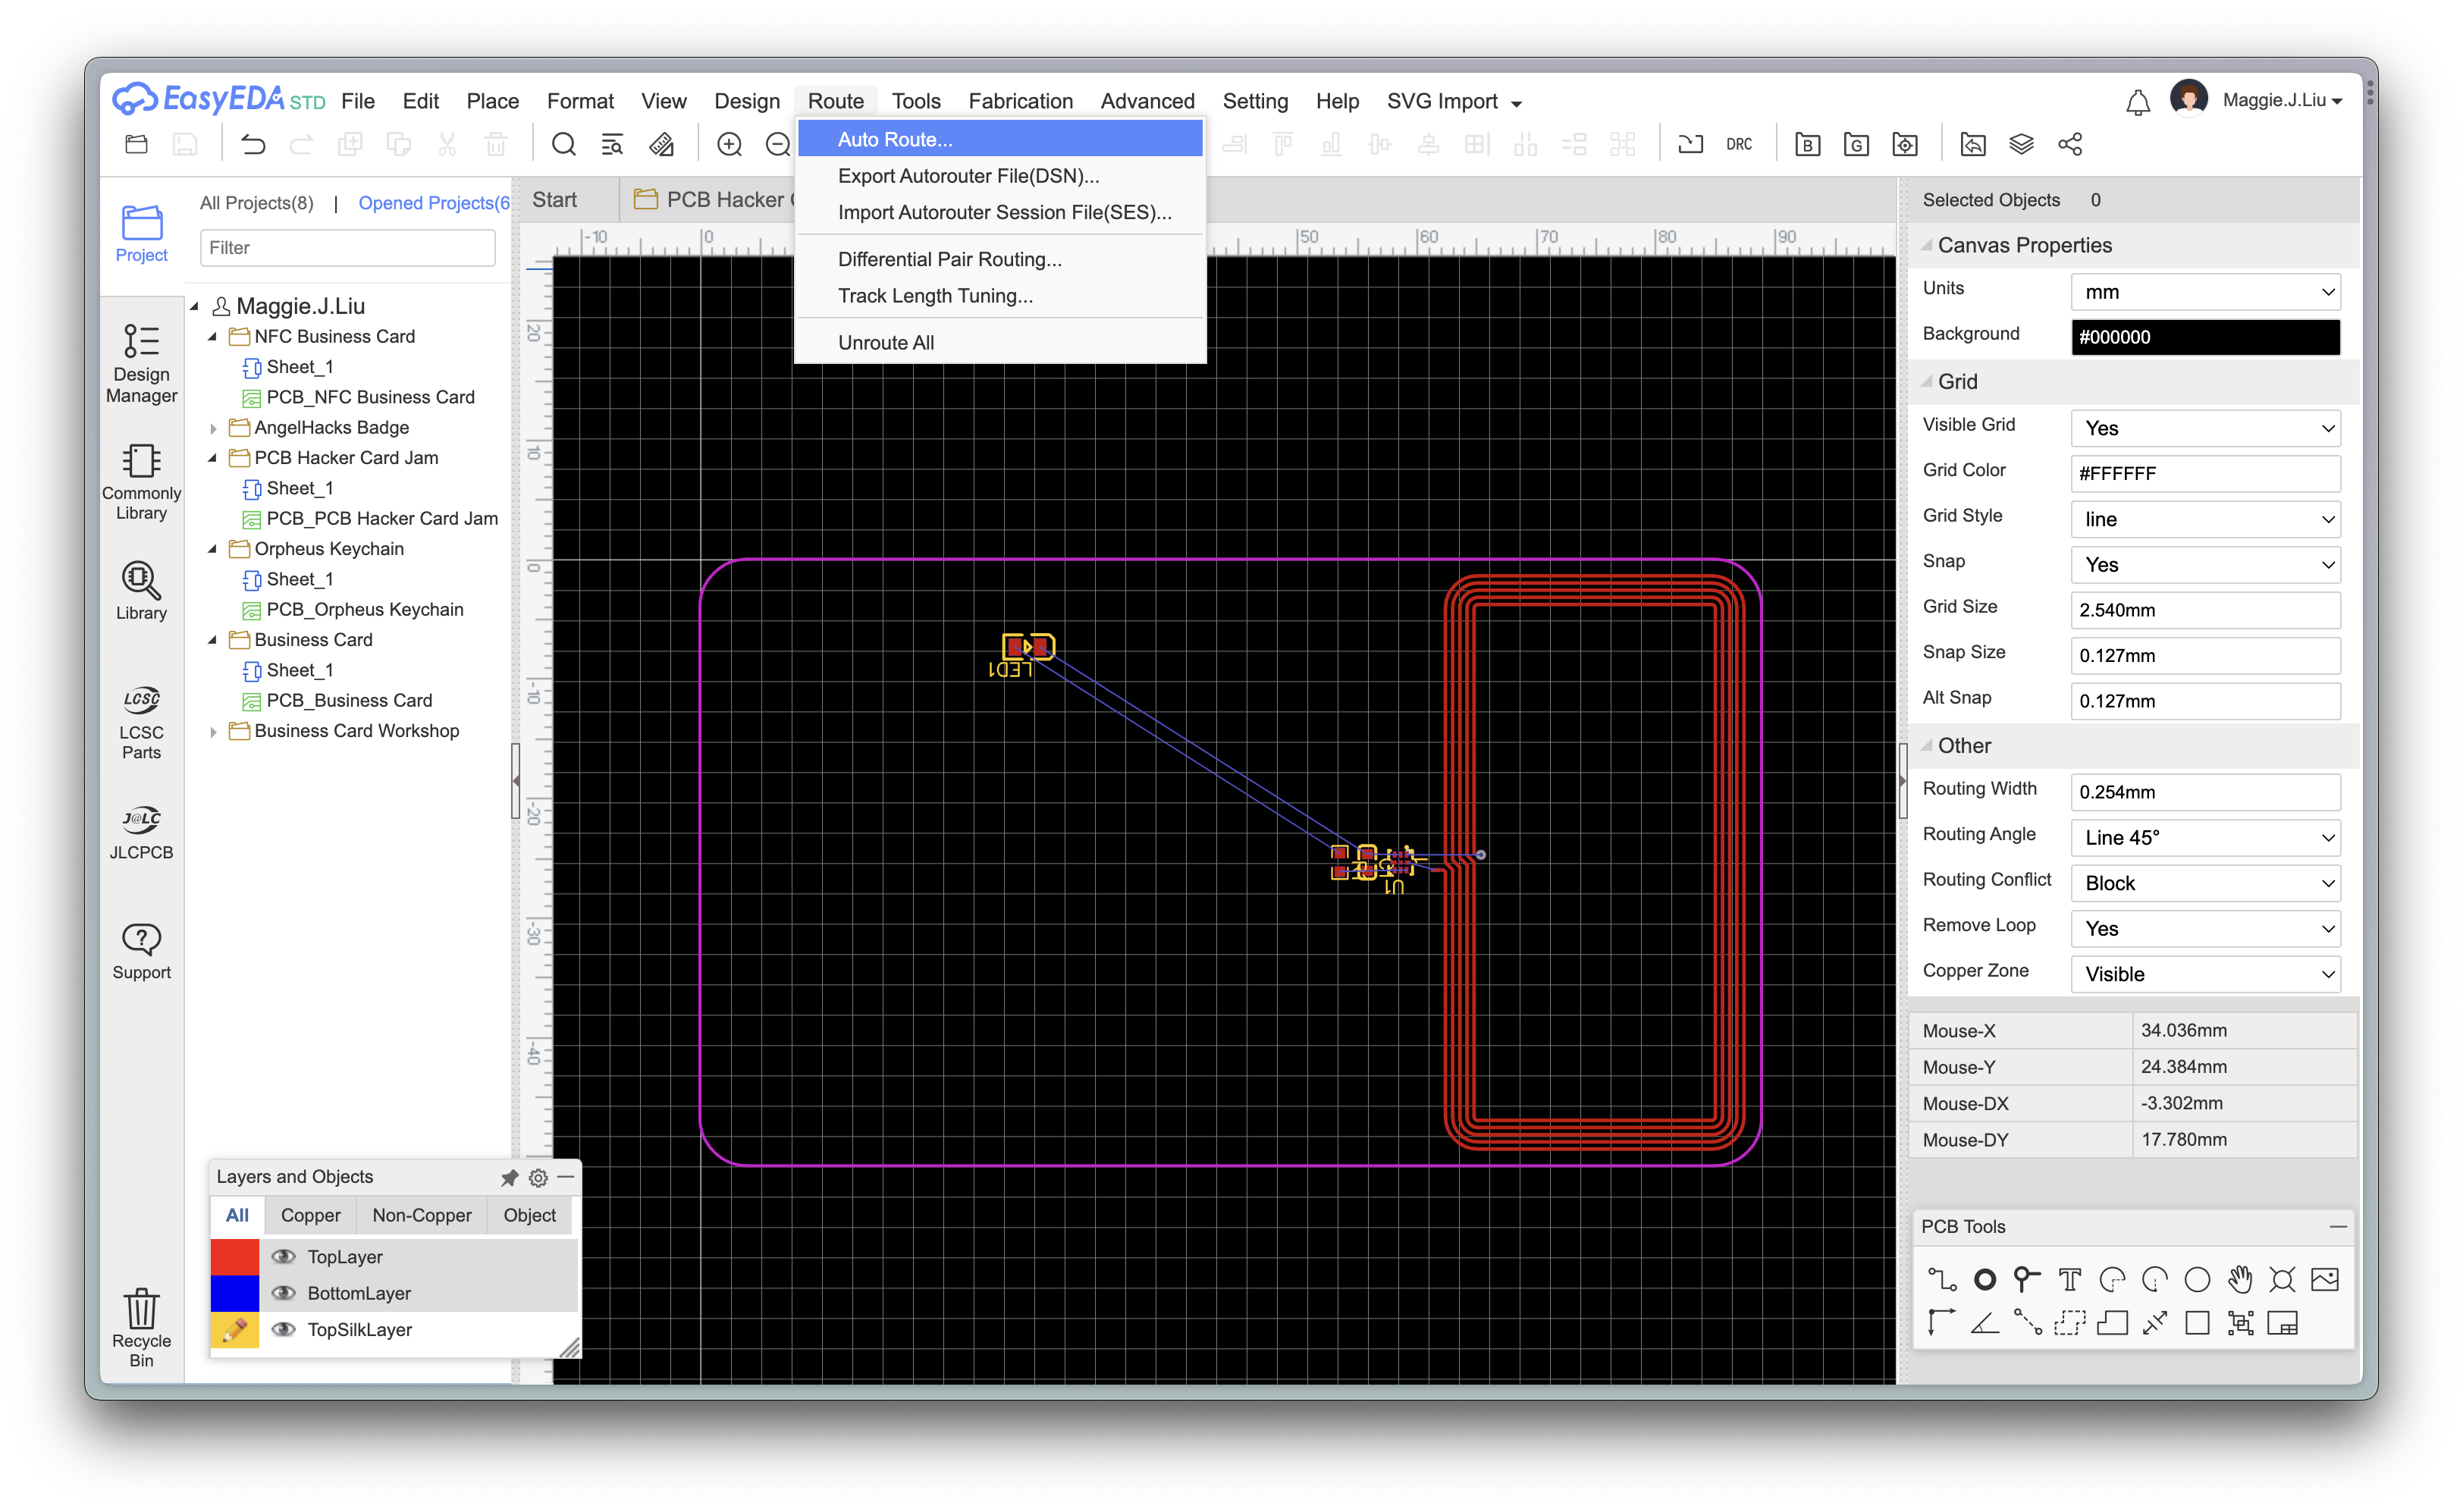 EasyEDA STD File Edit Place Format View Design Route Tools Fabrication Advanced Setting Help SVG Import Maggie.J.Liu
DRC B G
Auto Route...
Export Autorouter File(DSN)...
Import Autorouter Session File(SES)...
Differential Pair Routing...
Track Length Tuning...
Unroute All
Project
Design
Manager
Commonly
Library
Library
LCSC
LCSC
Parts
J@LC
JLCPCB
?
Support
Recycle
Bin
All Projects(8) | Opened Projects(6
Filter
Maggie.J.Liu
NFC Business Card
Sheet_1
PCB_NFC Business Card
AngelHacks Badge
PCB Hacker Card Jam
Sheet_1
PCB_PCB Hacker Card Jam
Orpheus Keychain
Sheet_1
PCB_Orpheus Keychain
Business Card
Sheet_1
PCB_Business Card
Business Card Workshop
Start PCB Hacker
-10 0 50 60 70 80 90
20
10
0
-10
-20
-30
-40
LED1
U1
Layers and Objects
All Copper Non-Copper Object
TopLayer
BottomLayer
TopSilkLayer
Selected Objects 0
Canvas Properties
Units mm
Background #000000
Grid
Visible Grid Yes
Grid Color #FFFFFF
Grid Style line
Snap Yes
Grid Size 2.540mm
Snap Size 0.127mm
Alt Snap 0.127mm
Other
Routing Width 0.254mm
Routing Angle Line 45°
Routing Conflict Block
Remove Loop Yes
Copper Zone Visible
Mouse-X 34.036mm
Mouse-Y 24.384mm
Mouse-DX -3.302mm
Mouse-DY 17.780mm
PCB Tools
T